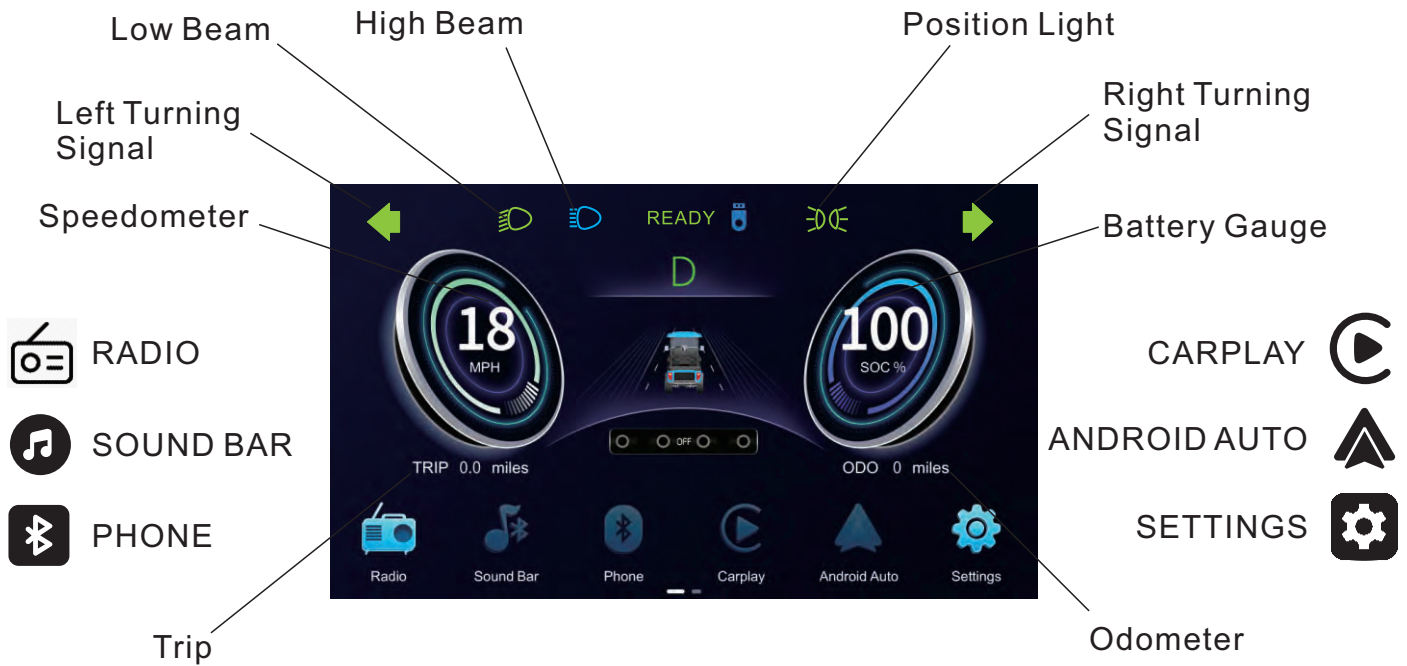 Low Beam
High Beam
Position Light
Left Turning
Signal
Right Turning
Signal
Speedometer
Battery Gauge
READY
D
18
MPH
100
SOC %
RADIO
CARPLAY
SOUND BAR
ANDROID AUTO
OFF
TRIP 0.0 miles
ODO 0 miles
PHONE
SETTINGS
Radio
Sound Bar
Phone
Carplay
Android Auto
Settings
Trip
Odometer